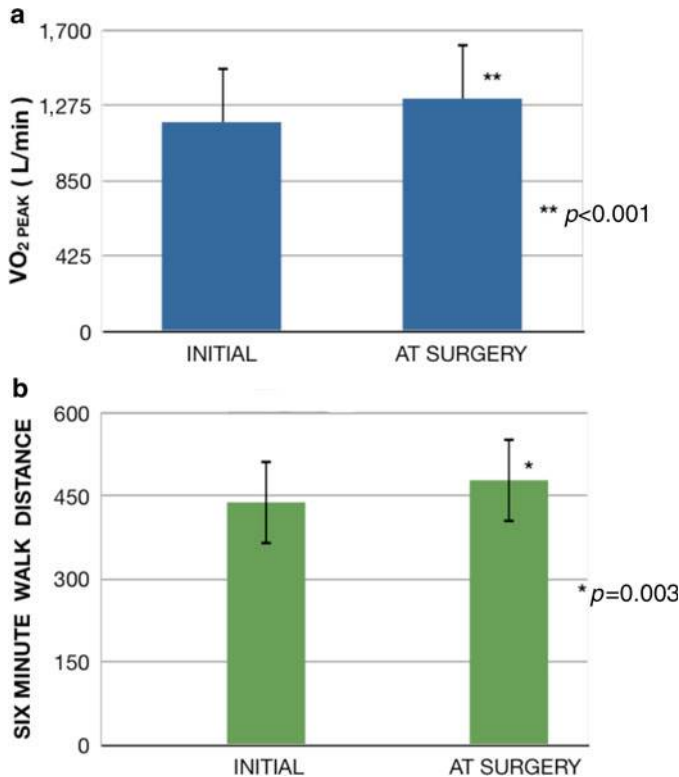 a
1,700
1,275
850
425
0
VO2 PEAK ( L/min )
**
** p<0.001
INITIAL
AT SURGERY
b
600
450
300
150
0
SIX MINUTE WALK DISTANCE
*
* p=0.003
INITIAL
AT SURGERY